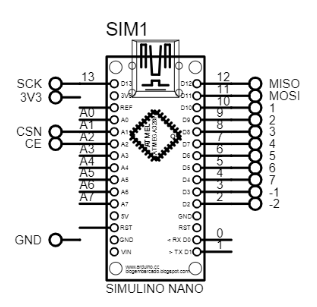 SIM1
SCK 13 D13 D12 12 MISO
3V3 3V3 D11 11 MOSI
REF D10 10 1
A0 A0 D9 9 2
CSN A1 A1 D8 8 3
CE A2 A2 D7 7 4
A3 A3 D6 6 5
A4 A4 D5 5 6
A5 A5 D4 4 7
A6 A6 D3 3 -1
A7 A7 D2 2 -2
5V GND
RST RST
GND GND < RX D0 0
VIN > TX D1 1
ATMEL
www.arduino.cc
blogembarcado.blogspot.com
SIMULINO NANO